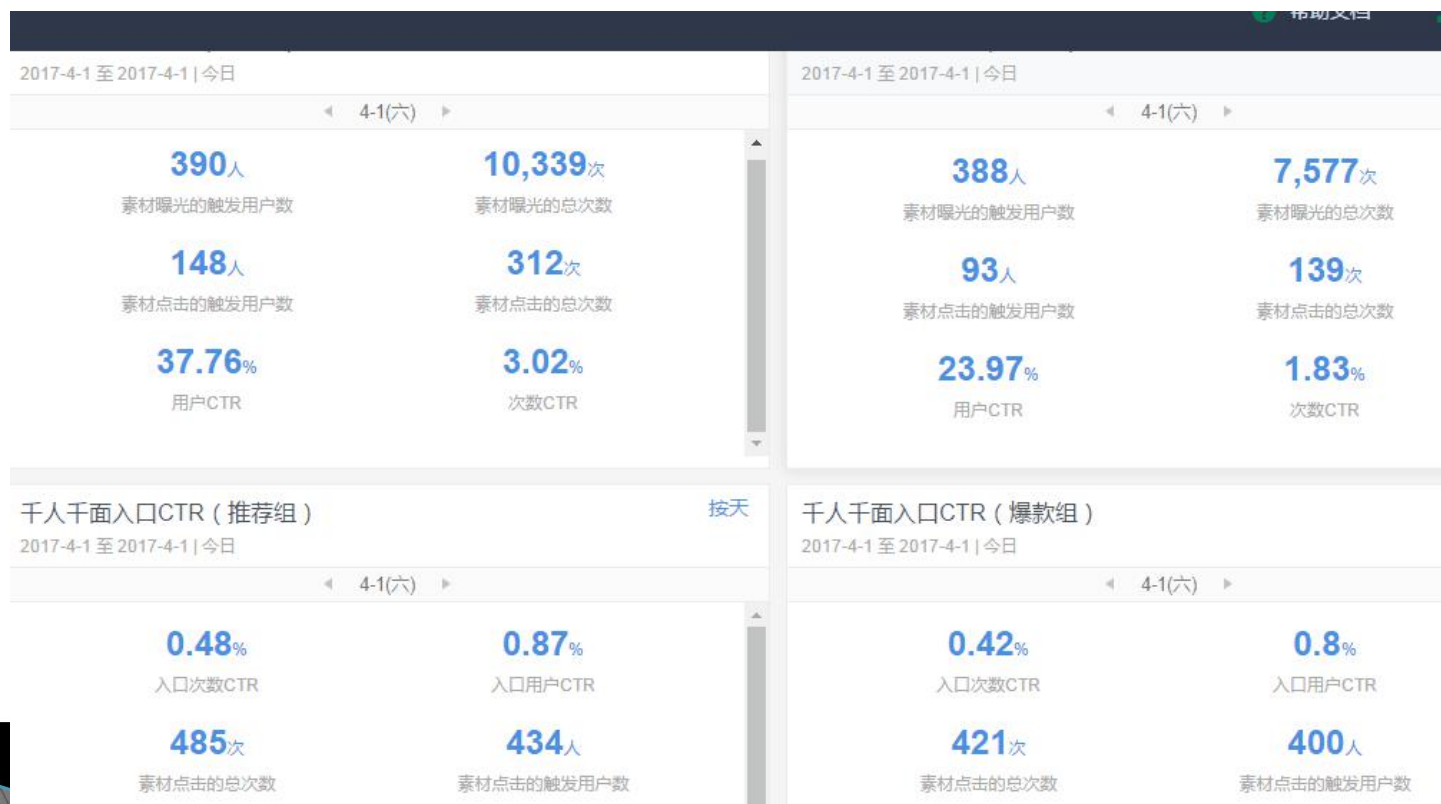 帮助文档
2017-4-1 至 2017-4-1 | 今日
4-1(六)
390人 10,339次
素材曝光的触发用户数 素材曝光的总次数
148人 312次
素材点击的触发用户数 素材点击的总次数
37.76% 3.02%
用户CTR 次数CTR
2017-4-1 至 2017-4-1 | 今日
4-1(六)
388人 7,577次
素材曝光的触发用户数 素材曝光的总次数
93人 139次
素材点击的触发用户数 素材点击的总次数
23.97% 1.83%
用户CTR 次数CTR
千人千面入口CTR ( 推荐组 ) 按天
2017-4-1 至 2017-4-1 | 今日
4-1(六)
0.48% 0.87%
入口次数CTR 入口用户CTR
485次 434人
素材点击的总次数 素材点击的触发用户数
千人千面入口CTR ( 爆款组 )
2017-4-1 至 2017-4-1 | 今日
4-1(六)
0.42% 0.8%
入口次数CTR 入口用户CTR
421次 400人
素材点击的总次数 素材点击的触发用户数